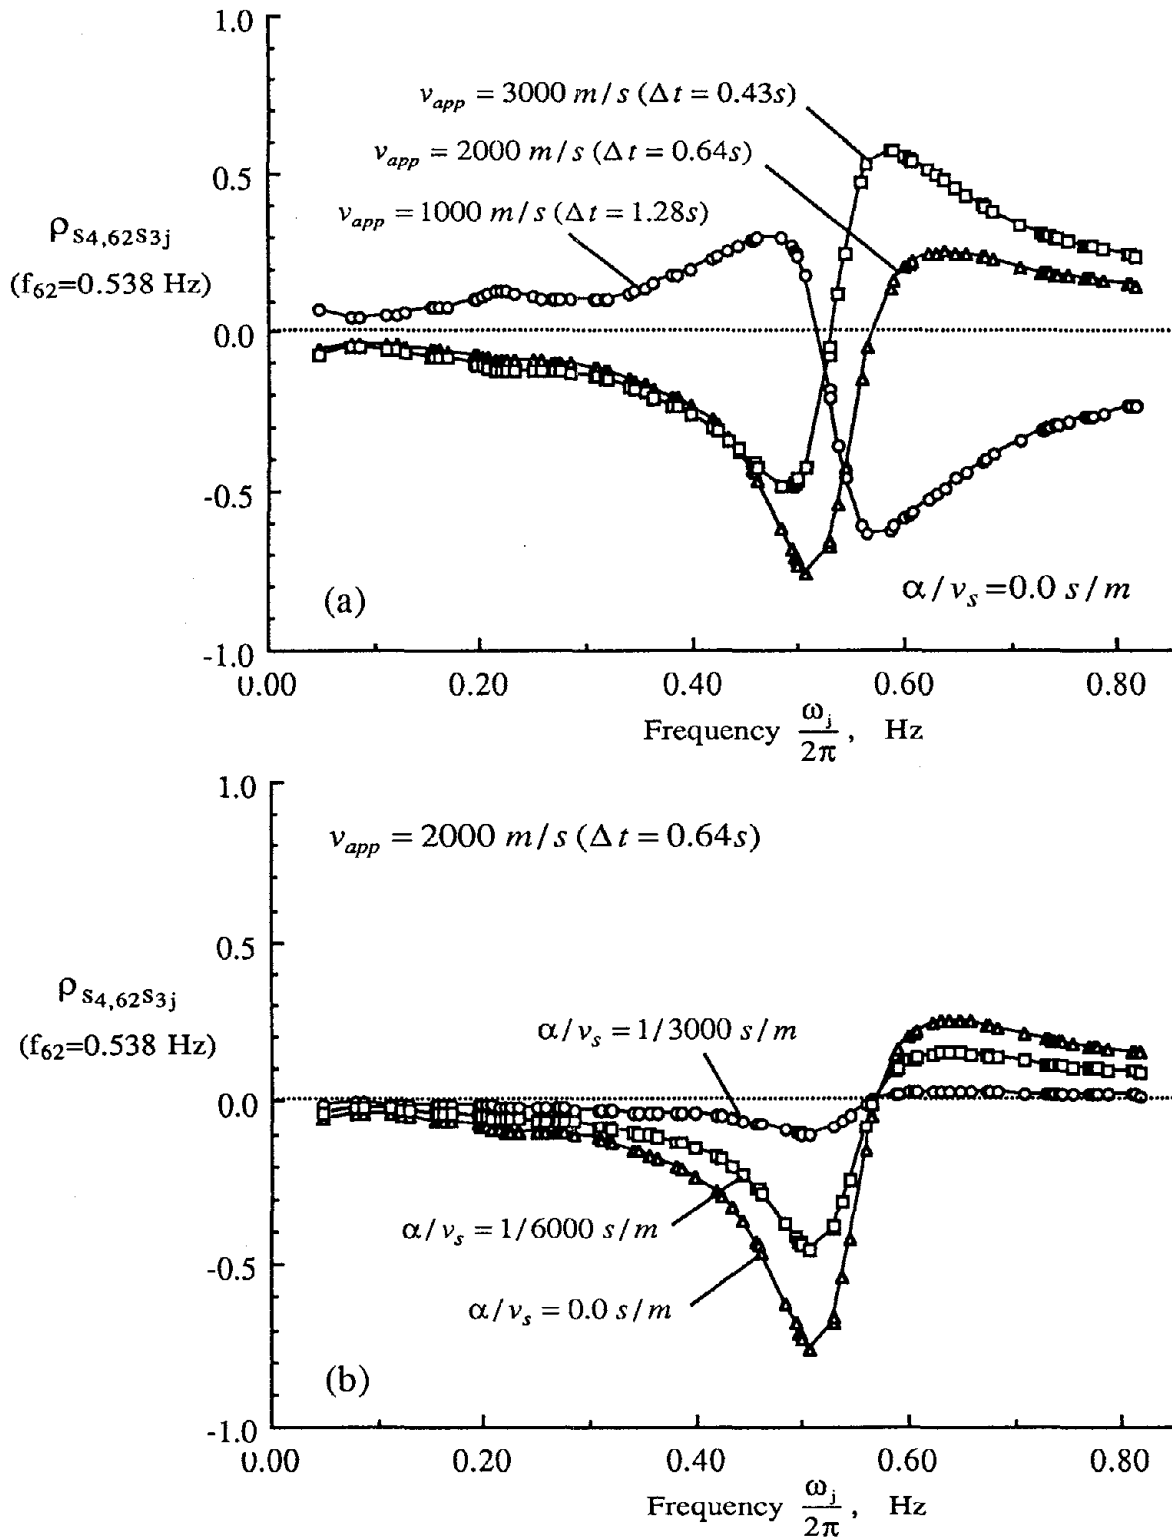 1.0
v_app = 3000 m/s (Δt = 0.43s)
v_app = 2000 m/s (Δt = 0.64s)
0.5
v_app = 1000 m/s (Δt = 1.28s)
ρ_s4,62s3j
(f62=0.538 Hz)
0.0
-0.5
(a)
α/v_s =0.0 s/m
-1.0
0.00 0.20 0.40 0.60 0.80
Frequency ω_j/2π, Hz
1.0
v_app = 2000 m/s (Δt = 0.64s)
0.5
ρ_s4,62s3j
(f62=0.538 Hz)
α/v_s = 1/3000 s/m
0.0
α/v_s = 1/6000 s/m
-0.5
α/v_s = 0.0 s/m
(b)
-1.0
0.00 0.20 0.40 0.60 0.80
Frequency ω_j/2π, Hz